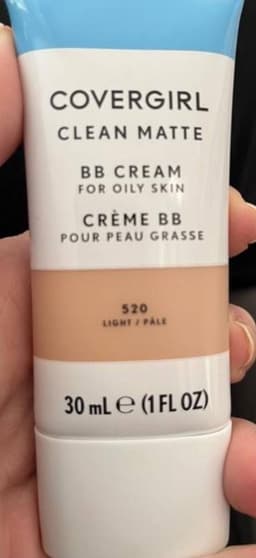 COVERGIRL
CLEAN MATTE
BB CREAM
FOR OILY SKIN
CRÈME BB
POUR PEAU GRASSE
520
LIGHT / PÂLE
30 mL ℮ (1 FL OZ)